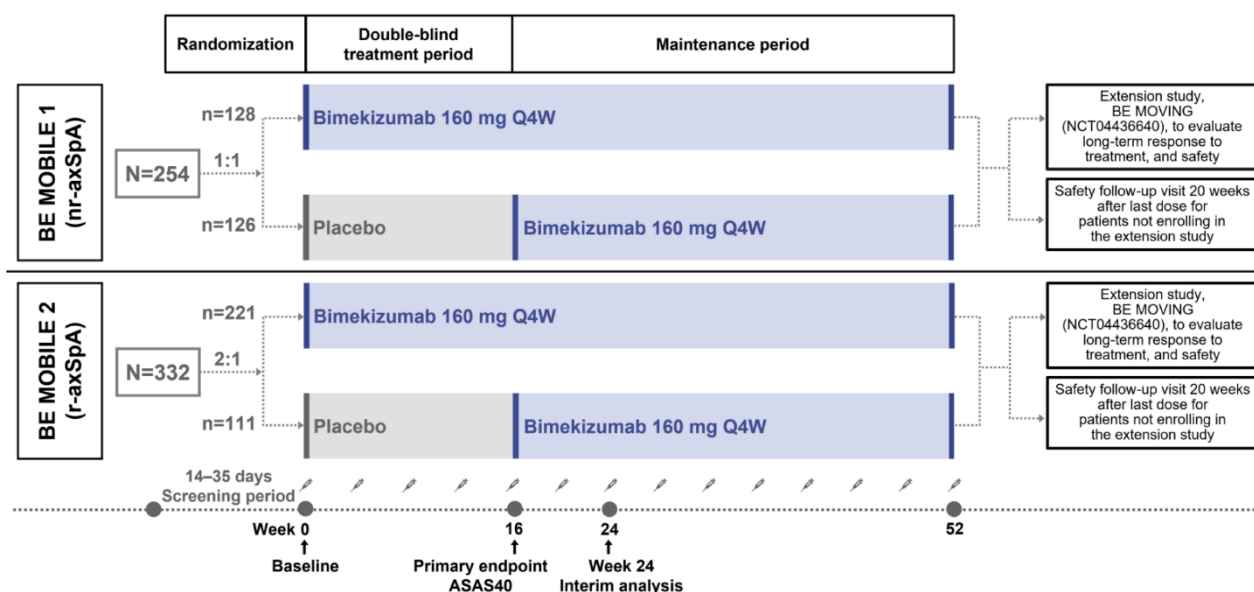 Randomization
Double-blind
treatment period
Maintenance period
BE MOBILE 1
(nr-axSpA)
N=254
1:1
n=128
n=126
Bimekizumab 160 mg Q4W
Placebo
Bimekizumab 160 mg Q4W
Extension study,
BE MOVING
(NCT04436640), to evaluate
long-term response to
treatment, and safety
Safety follow-up visit 20 weeks
after last dose for
patients not enrolling in
the extension study
BE MOBILE 2
(r-axSpA)
N=332
2:1
n=221
n=111
Bimekizumab 160 mg Q4W
Placebo
Bimekizumab 160 mg Q4W
Extension study,
BE MOVING
(NCT04436640), to evaluate
long-term response to
treatment, and safety
Safety follow-up visit 20 weeks
after last dose for
patients not enrolling in
the extension study
14–35 days
Screening period
Week 0
16
24
52
Baseline
Primary endpoint
ASAS40
Week 24
Interim analysis